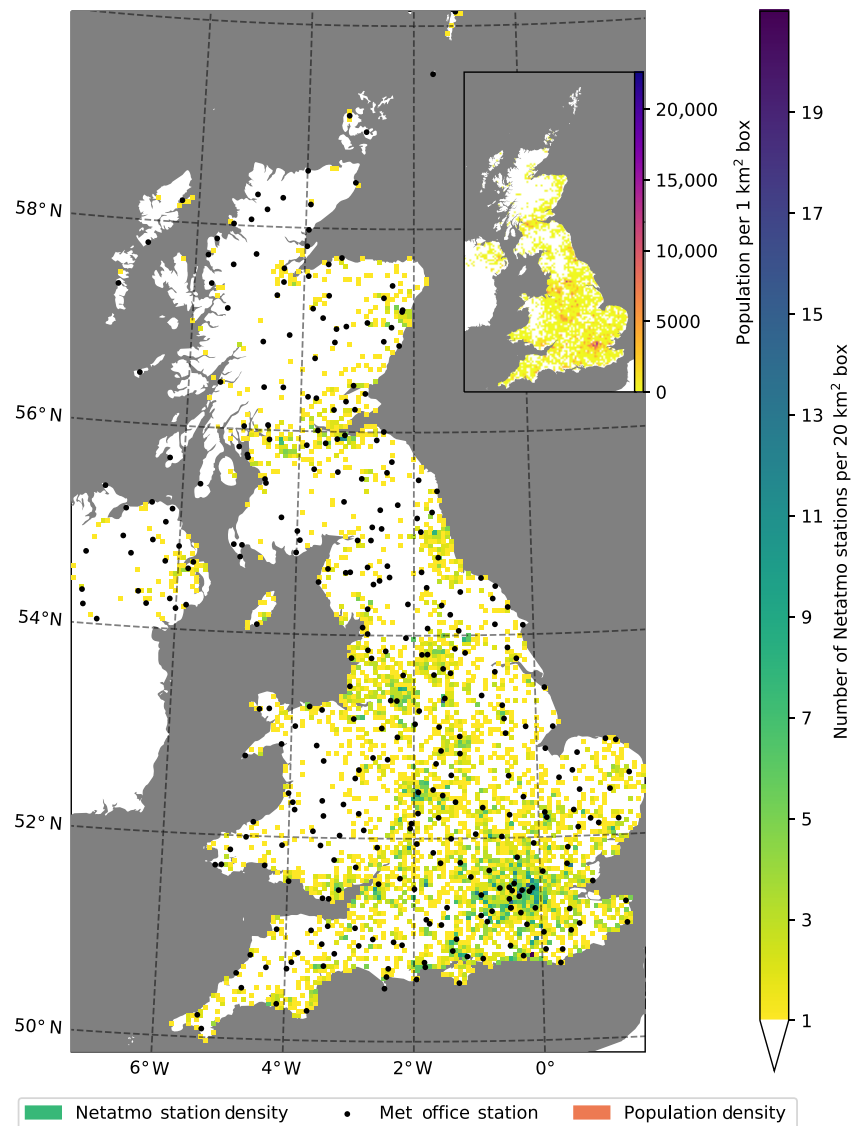 58° N
56° N
54° N
52° N
50° N
6° W
4° W
2° W
0°
20,000
15,000
10,000
5000
0
Population per 1 km² box
19
17
15
13
11
9
7
5
3
1
Number of Netatmo stations per 20 km² box
Netatmo station density
Met office station
Population density